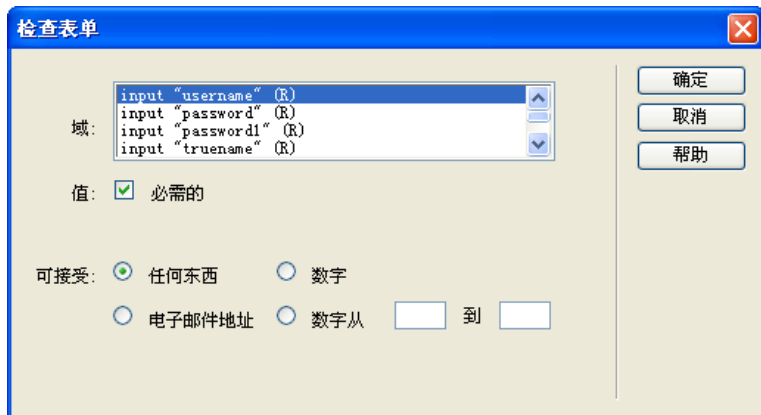 检查表单
域:
input "username" (R)
input "password" (R)
input "password1" (R)
input "truename" (R)
值:
必需的
可接受:
任何东西
数字
电子邮件地址
数字从
到
确定
取消
帮助